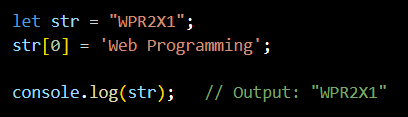 let str = "WPR2X1";
str[0] = 'Web Programming';
console.log(str);   // Output: "WPR2X1"